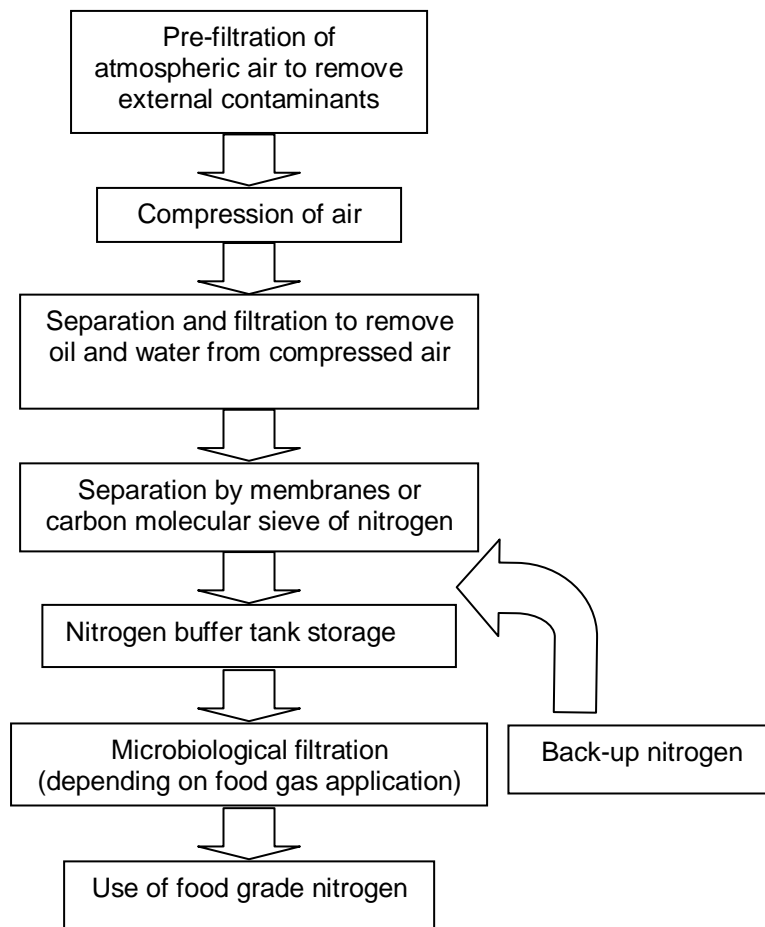 Pre-filtration of
atmospheric air to remove
external contaminants
Compression of air
Separation and filtration to remove
oil and water from compressed air
Separation by membranes or
carbon molecular sieve of nitrogen
Nitrogen buffer tank storage
Microbiological filtration
(depending on food gas application)
Back-up nitrogen
Use of food grade nitrogen